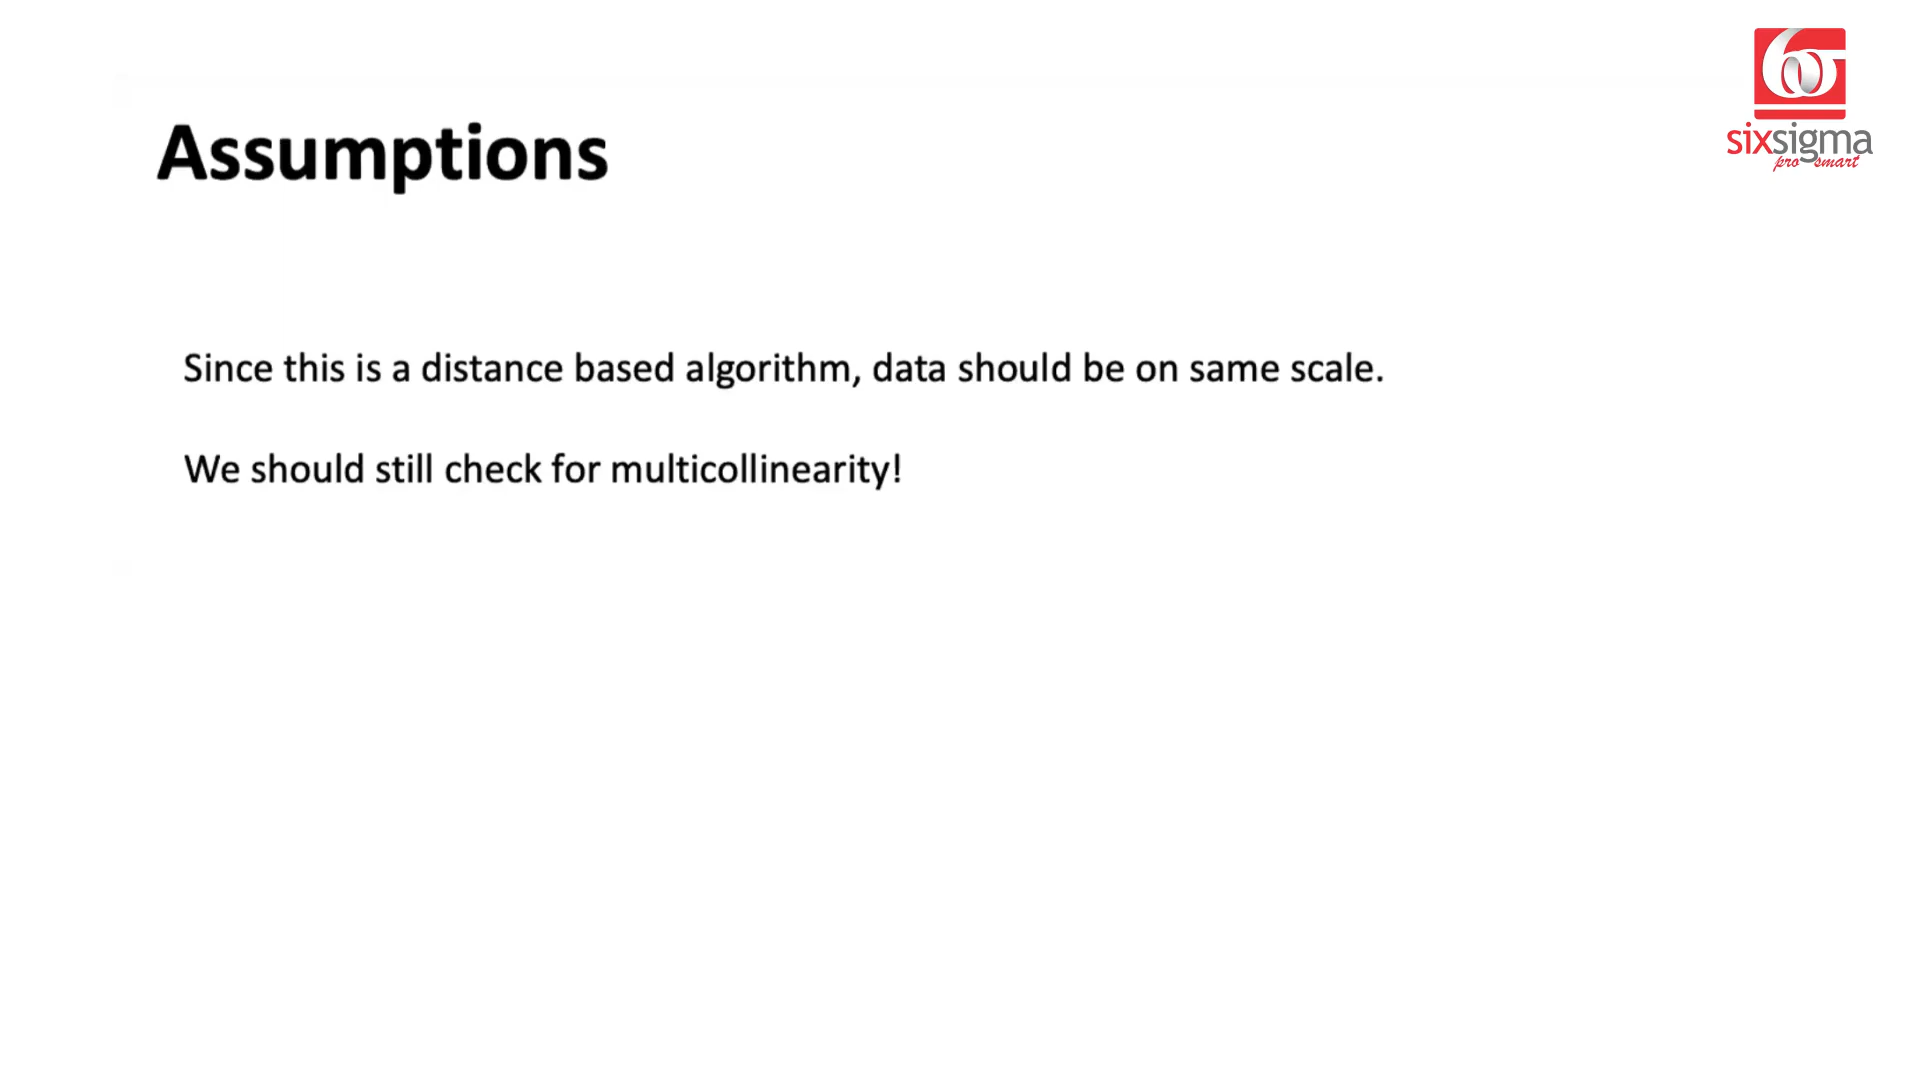 6σ
sixsigma
pro smart
Assumptions
Since this is a distance based algorithm, data should be on same scale.
We should still check for multicollinearity!